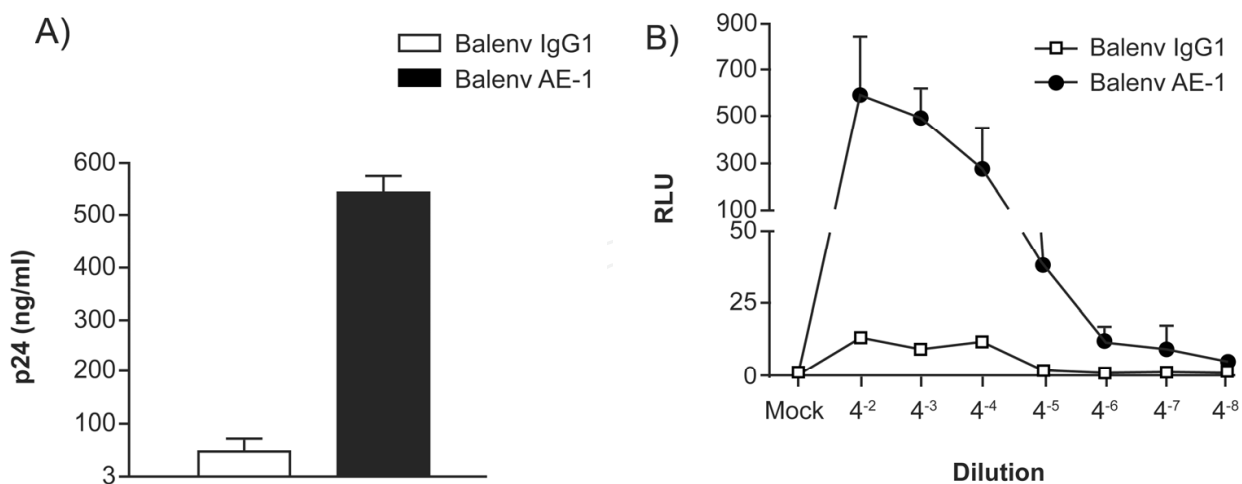 A)
Balenv IgG1
Balenv AE-1
600
500
400
300
200
100
3
p24 (ng/ml)
B)
Balenv IgG1
Balenv AE-1
900
700
500
300
100
50
25
0
RLU
Mock 4⁻² 4⁻³ 4⁻⁴ 4⁻⁵ 4⁻⁶ 4⁻⁷ 4⁻⁸
Dilution